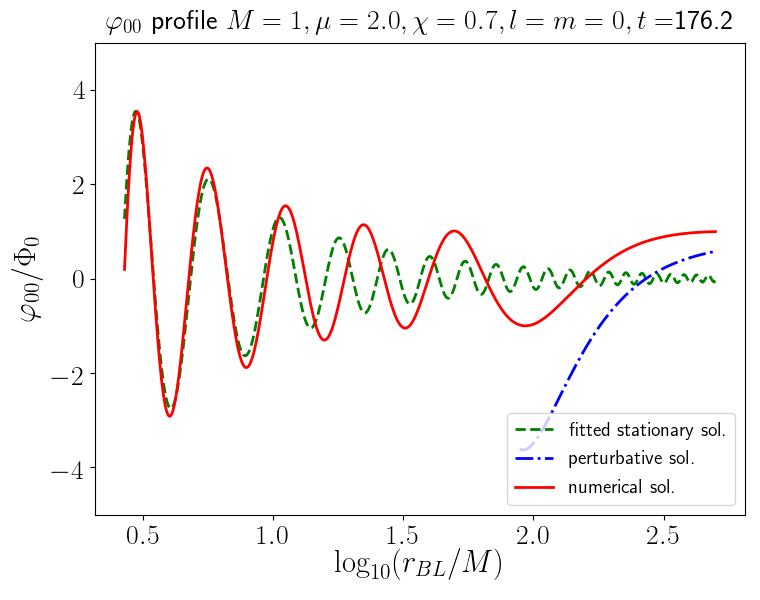 φ₀₀ profile M = 1, μ = 2.0, χ = 0.7, l = m = 0, t =176.2
4
2
0
−2
−4
φ₀₀/Φ₀
fitted stationary sol.
perturbative sol.
numerical sol.
0.5 1.0 1.5 2.0 2.5
log₁₀(r_BL/M)